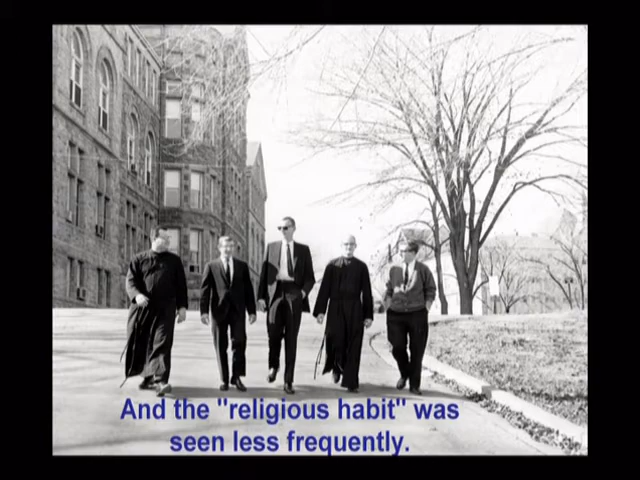 And the "religious habit" was
seen less frequently.